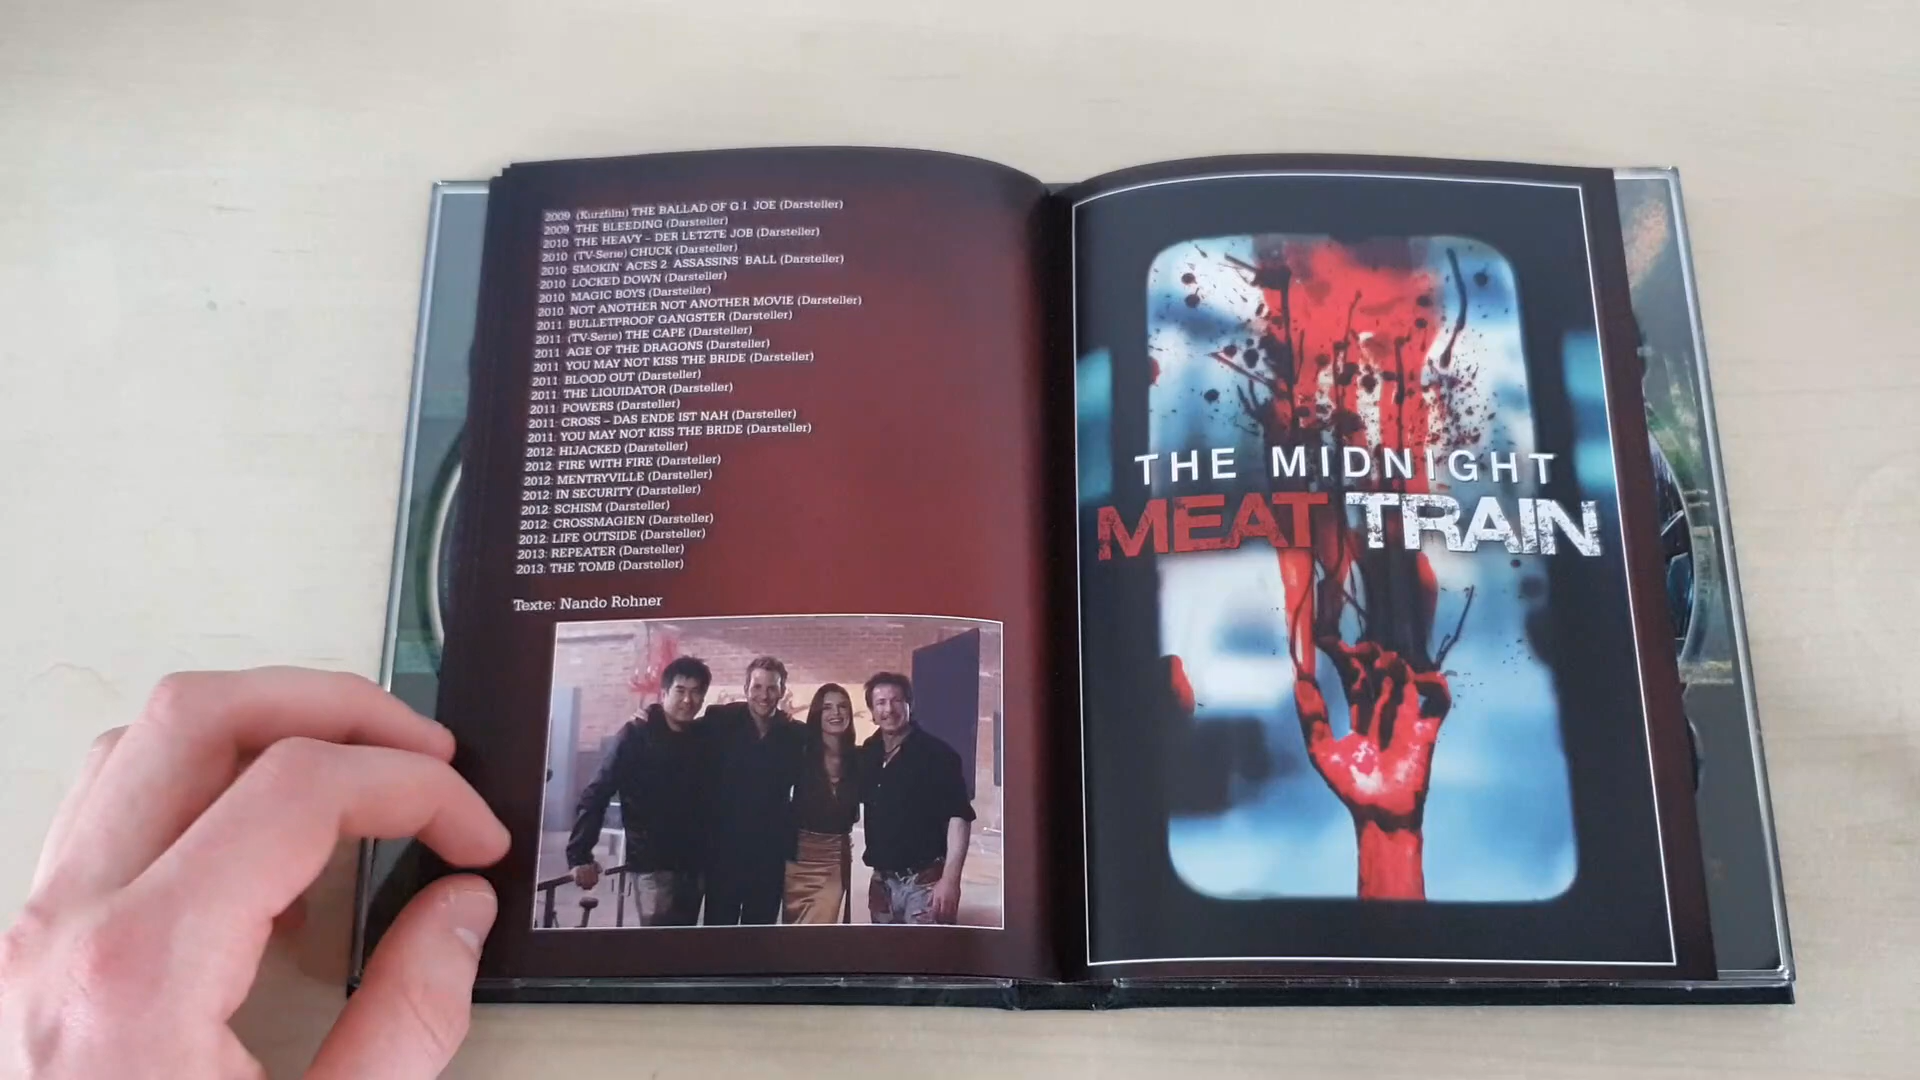 2009 (Kurzfilm) THE BALLAD OF G.I. JOE (Darsteller)
2009 THE BLEEDING (Darsteller)
2010 THE HEAVY – DER LETZTE JOB (Darsteller)
2010 (TV-Serie) CHUCK (Darsteller)
2010 SMOKIN' ACES 2 ASSASSINS' BALL (Darsteller)
2010 LOCKED DOWN (Darsteller)
2010 MAGIC BOYS (Darsteller)
2010 NOT ANOTHER NOT ANOTHER MOVIE (Darsteller)
2011 BULLETPROOF GANGSTER (Darsteller)
2011 (TV-Serie) THE CAPE (Darsteller)
2011 AGE OF THE DRAGONS (Darsteller)
2011 YOU MAY NOT KISS THE BRIDE (Darsteller)
2011 BLOOD OUT (Darsteller)
2011 THE LIQUIDATOR (Darsteller)
2011 POWERS (Darsteller)
2011: CROSS – DAS ENDE IST NAH (Darsteller)
2011: YOU MAY NOT KISS THE BRIDE (Darsteller)
2012: HIJACKED (Darsteller)
2012: FIRE WITH FIRE (Darsteller)
2012: MENTRYVILLE (Darsteller)
2012: IN SECURITY (Darsteller)
2012: SCHISM (Darsteller)
2012: CROSSMAGIEN (Darsteller)
2012: LIFE OUTSIDE (Darsteller)
2013: REPEATER (Darsteller)
2013: THE TOMB (Darsteller)
Texte: Nando Rohner
THE MIDNIGHT
MEAT TRAIN